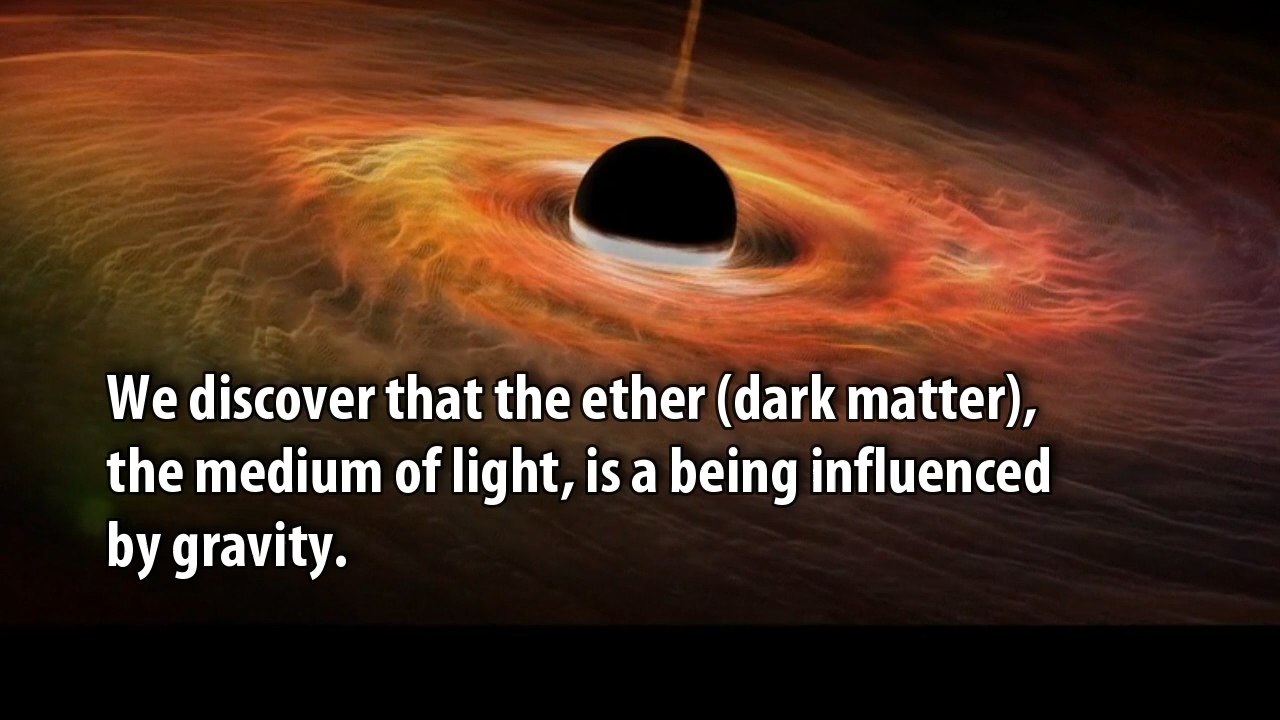 We discover that the ether (dark matter),
the medium of light, is a being influenced
by gravity.